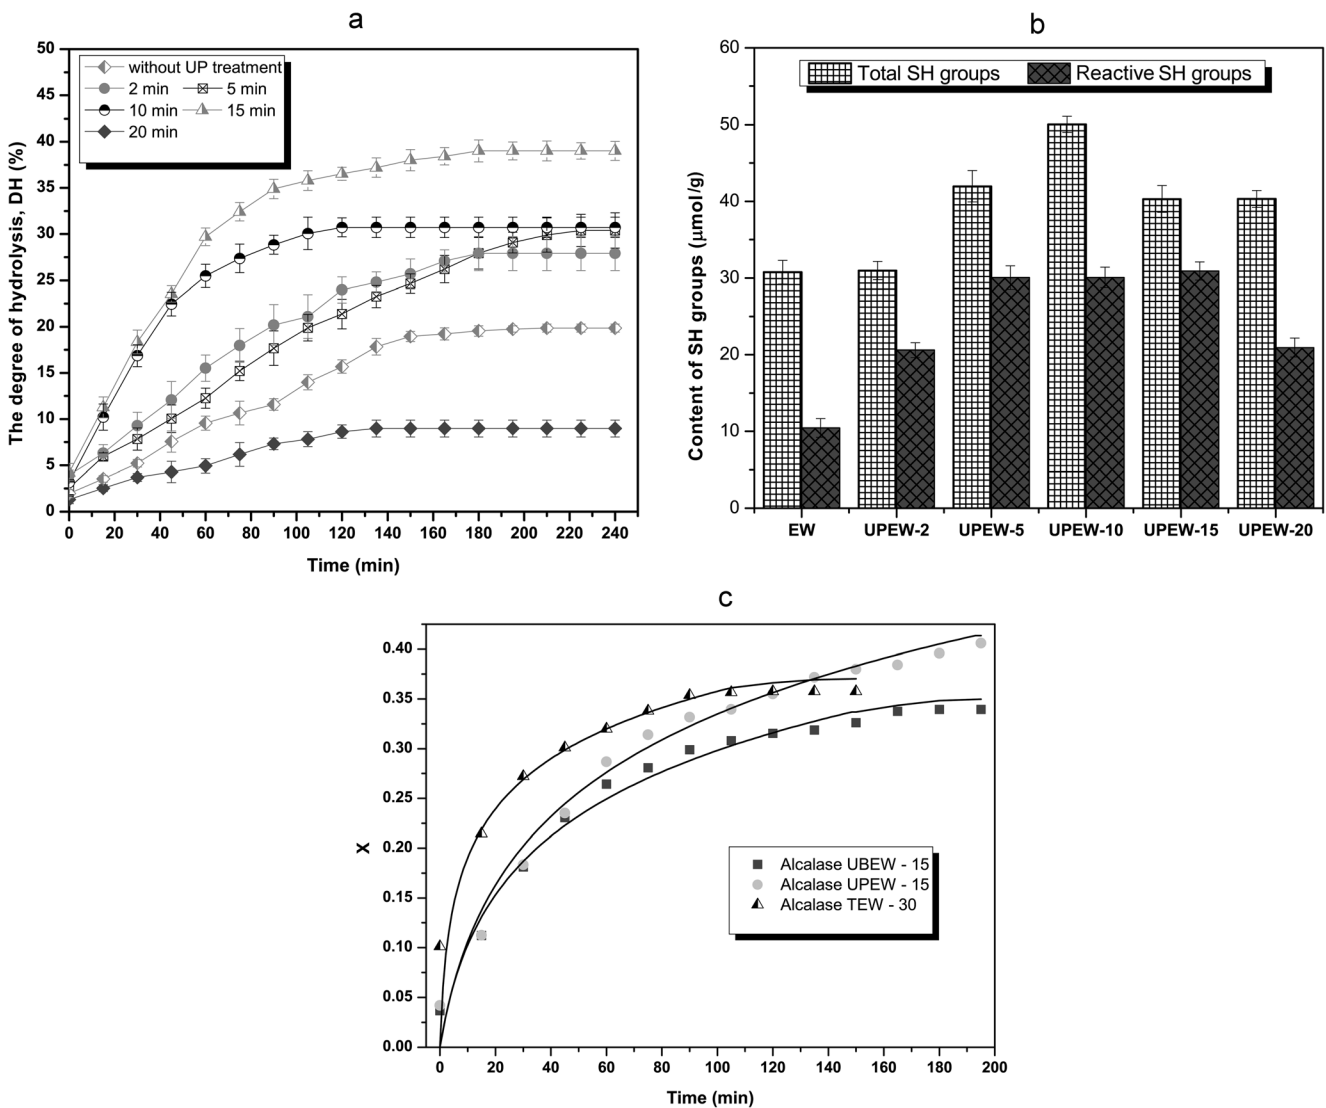 a
The degree of hydrolysis, DH (%)
50
45
40
35
30
25
20
15
10
5
0
without UP treatment
2 min 5 min
10 min 15 min
20 min
0 20 40 60 80 100 120 140 160 180 200 220 240
Time (min)
b
Content of SH groups (μmol/g)
60
50
40
30
20
10
0
Total SH groups Reactive SH groups
EW UPEW-2 UPEW-5 UPEW-10 UPEW-15 UPEW-20
c
X
0.40
0.35
0.30
0.25
0.20
0.15
0.10
0.05
0.00
Alcalase UBEW - 15
Alcalase UPEW - 15
Alcalase TEW - 30
0 20 40 60 80 100 120 140 160 180 200
Time (min)